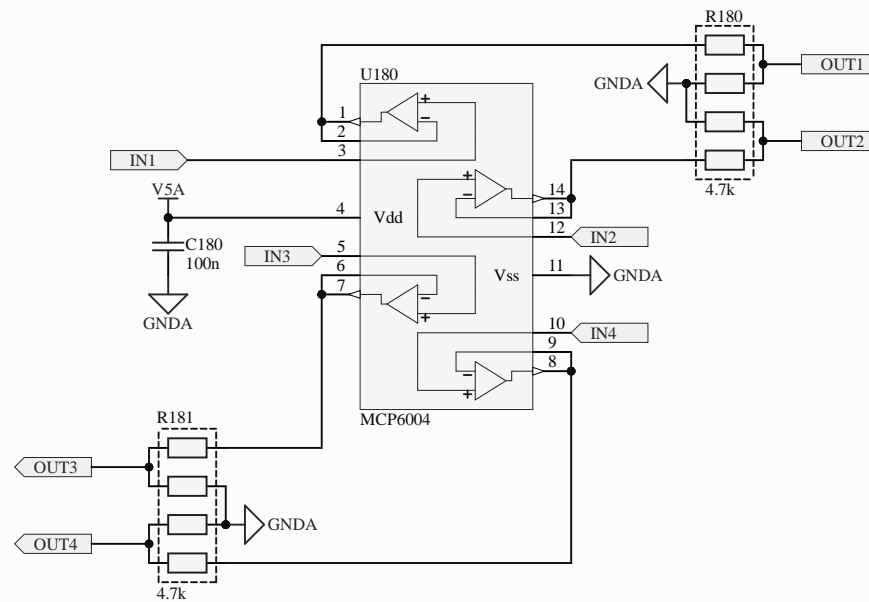 R180
OUT1
GNDA
OUT2
4.7k
U180
1
2
3
IN1
14
13
12
IN2
V5A
4
Vdd
C180
100n
GNDA
IN3
5
6
7
Vss
11
GNDA
10
9
8
IN4
MCP6004
R181
OUT3
GNDA
OUT4
4.7k